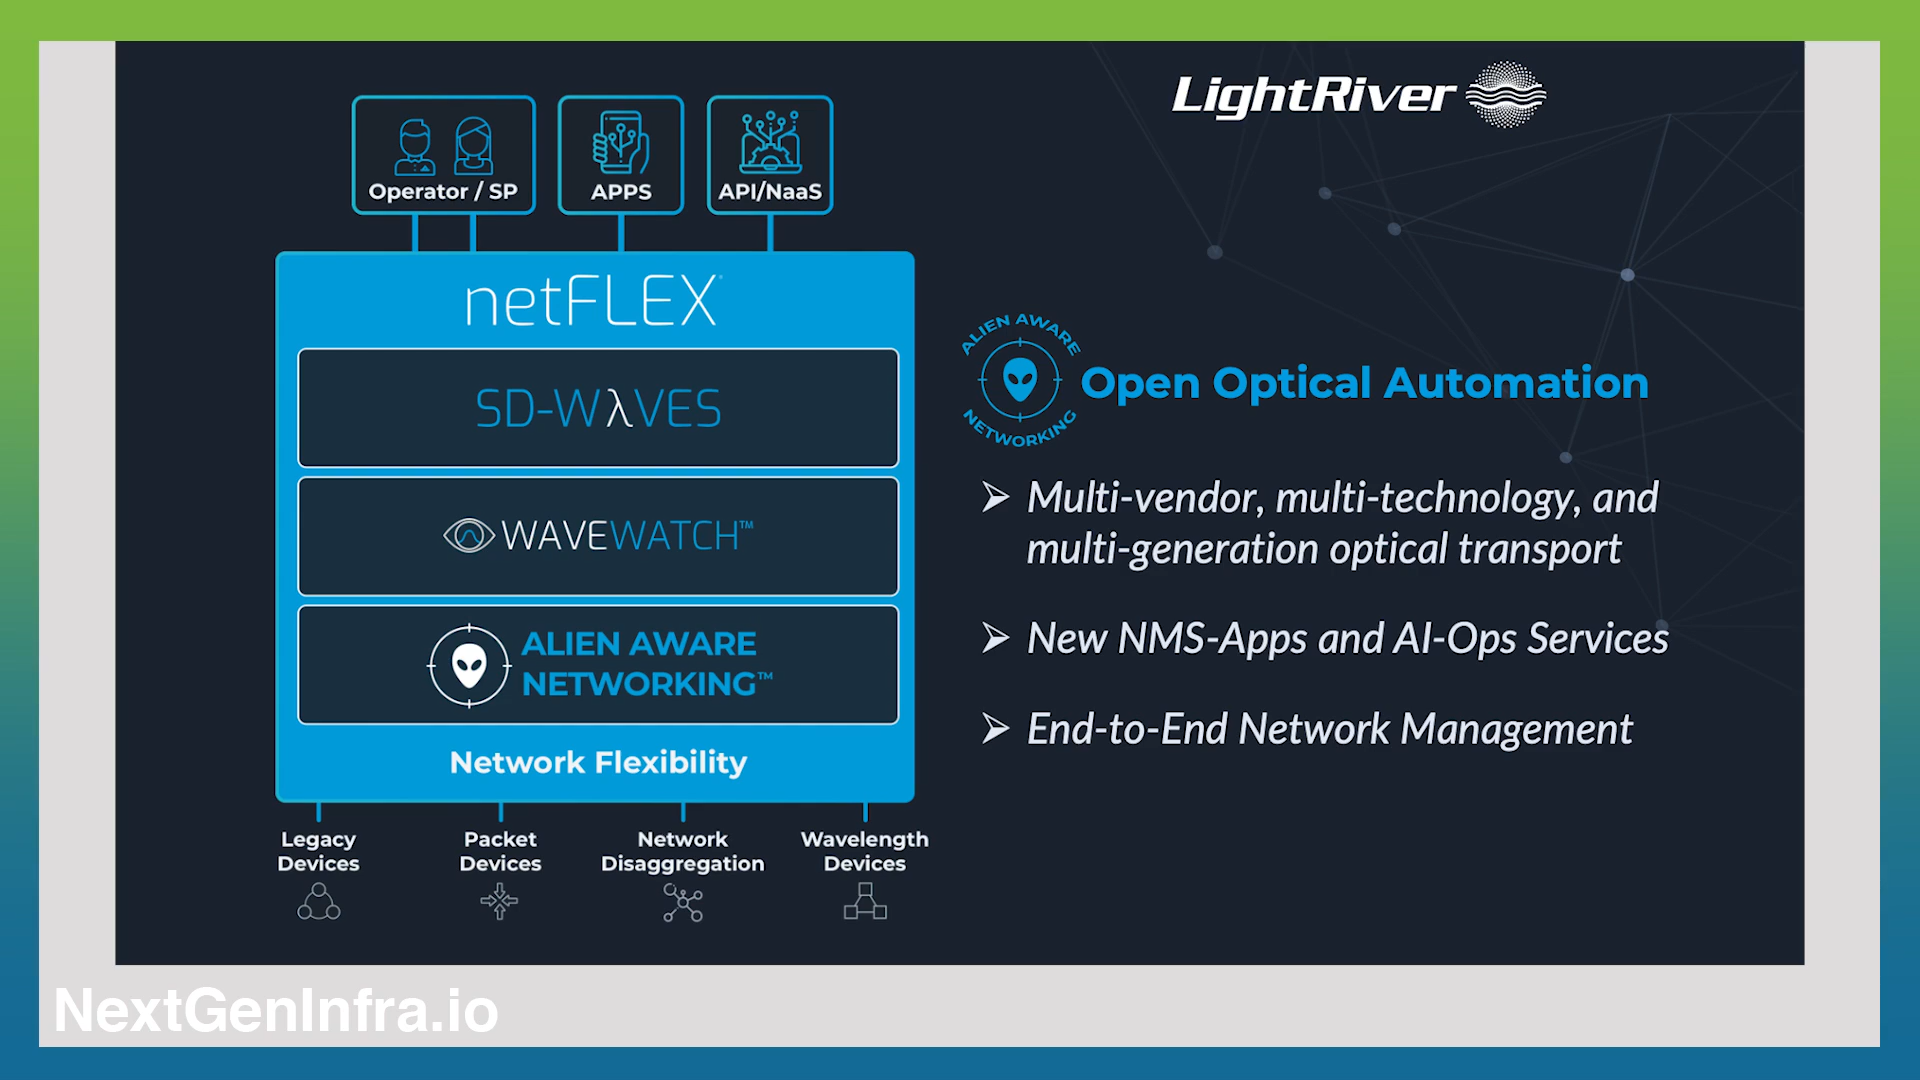 LightRiver
Operator / SP
APPS
API/NaaS
netFLEX
SD-WλVES
WAVEWATCH™
ALIEN AWARE
NETWORKING™
Network Flexibility
Legacy
Devices
Packet
Devices
Network
Disaggregation
Wavelength
Devices
ALIEN AWARE
NETWORKING
Open Optical Automation
➢ Multi-vendor, multi-technology, and
multi-generation optical transport
➢ New NMS-Apps and AI-Ops Services
➢ End-to-End Network Management
NextGenInfra.io